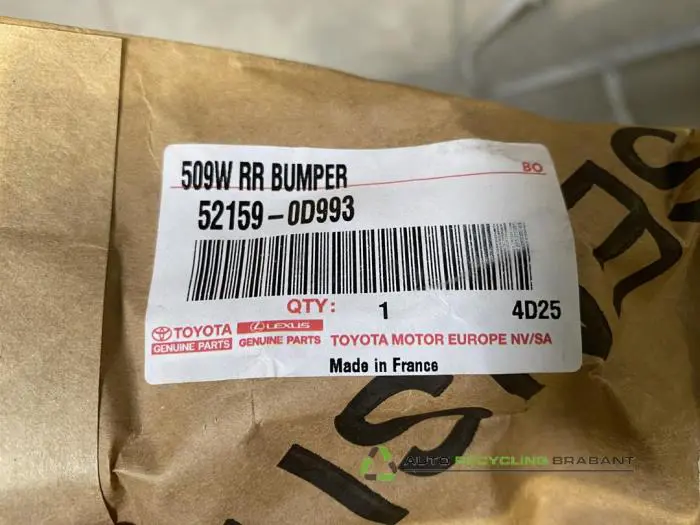 509W RR BUMPER
BO
52159-0D993
QTY: 1 4D25
TOYOTA LEXUS
GENUINE PARTS GENUINE PARTS TOYOTA MOTOR EUROPE NV/SA
Made in France
AUTO RECYCLING BRABANT